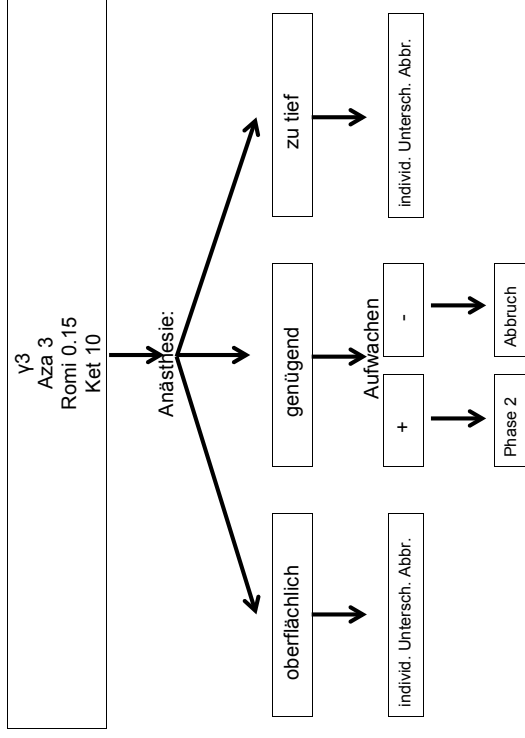 γ3
Aza 3
Romi 0.15
Ket 10
Anästhesie:
oberflächlich
genügend
zu tief
individ. Untersch. Abbr.
Aufwachen
individ. Untersch. Abbr.
+
-
Phase 2
Abbruch